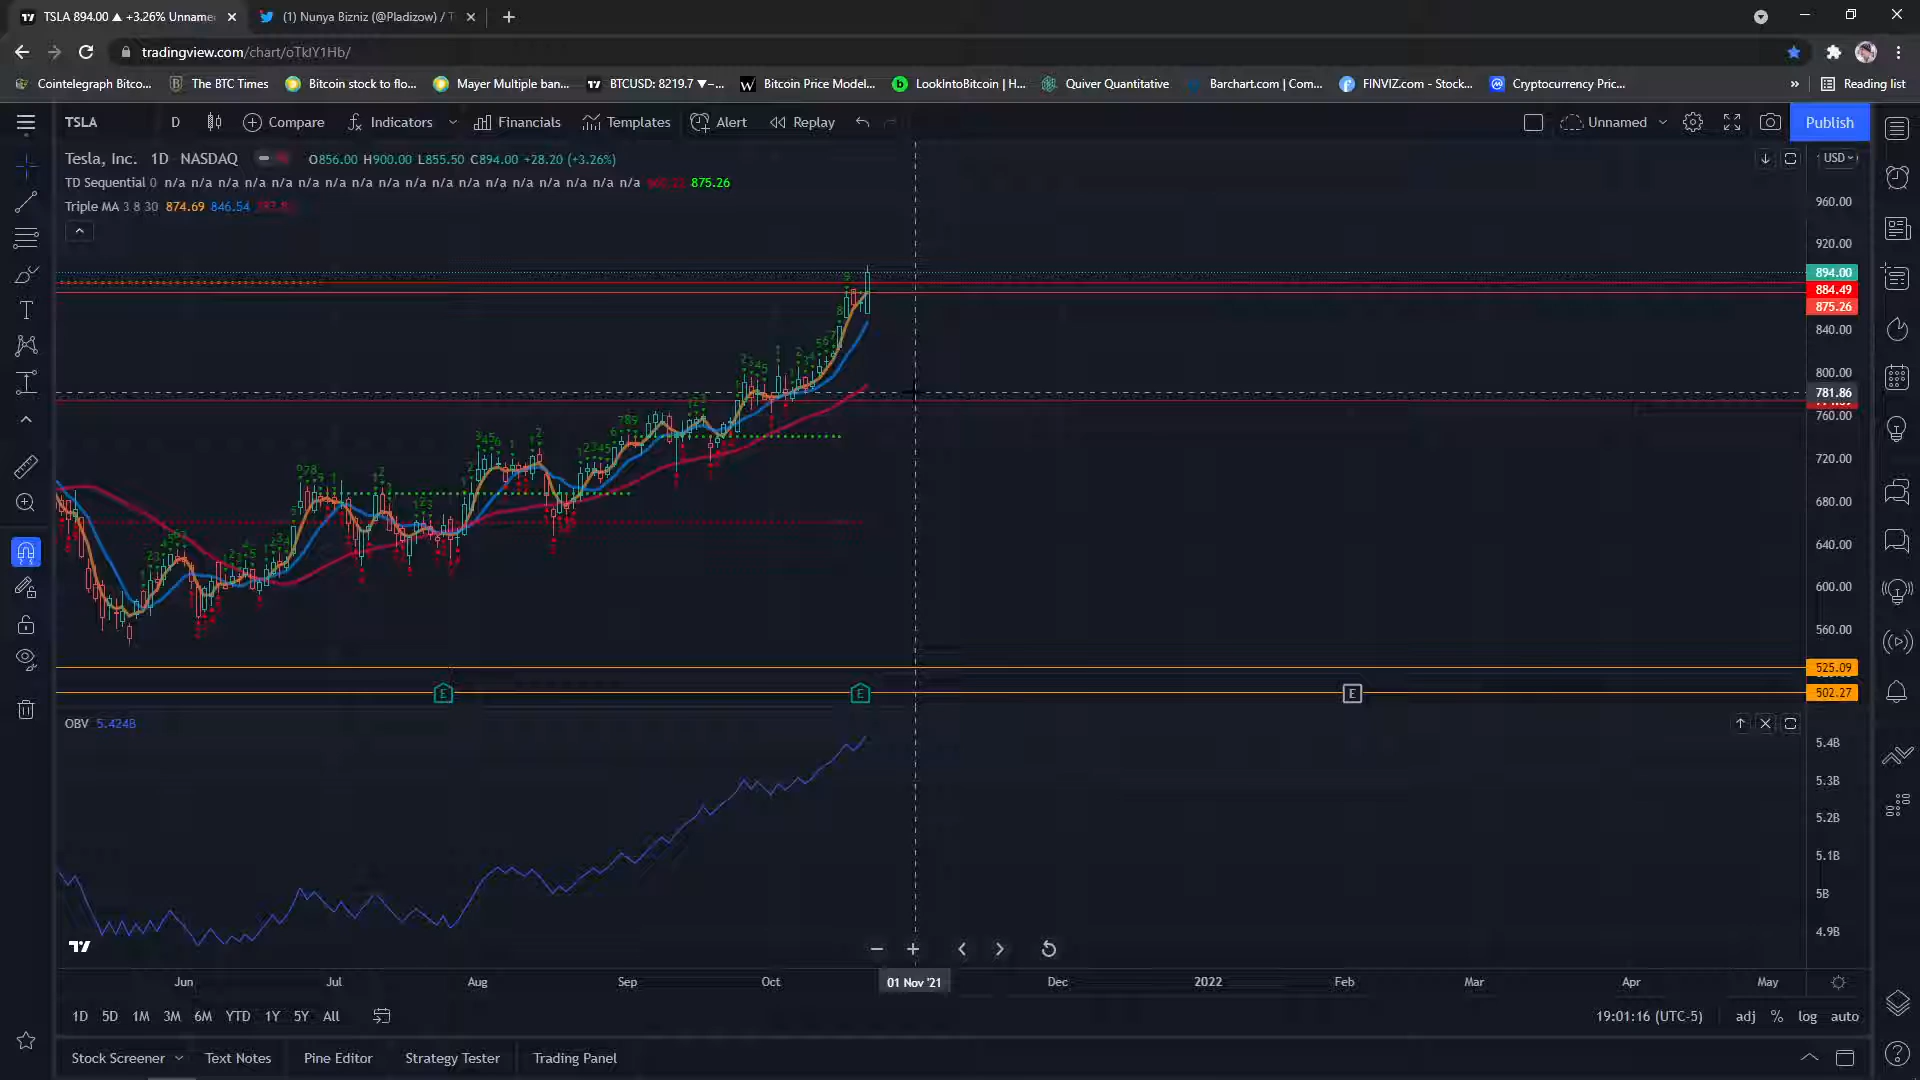 TSLA 894.00 ▲ +3.26% Unname
(1) Nunya Bizniz (@Pladizow) / T
tradingview.com/chart/oTkIY1Hb/
Cointelegraph Bitco...
The BTC Times
Bitcoin stock to flo...
Mayer Multiple ban...
BTCUSD: 8219.7 ▼−...
Bitcoin Price Model...
LookIntoBitcoin | H...
Quiver Quantitative
Barchart.com | Com...
FINVIZ.com - Stock...
Cryptocurrency Pric...
»
Reading list
TSLA
D
Compare
Indicators
Financials
Templates
Alert
Replay
Unnamed
Publish
Tesla, Inc. 1D NASDAQ
O856.00 H900.00 L855.50 C894.00 +28.20 (+3.26%)
USD
TD Sequential 0 n/a n/a n/a n/a n/a n/a n/a n/a n/a n/a n/a n/a n/a n/a n/a n/a n/a n/a 875.26
Triple MA 3 8 30 874.69 846.54
960.00
920.00
894.00
884.49
875.26
840.00
800.00
781.86
760.00
720.00
680.00
640.00
600.00
560.00
525.09
502.27
E
E
E
OBV 5.424B
5.4B
5.3B
5.2B
5.1B
5B
4.9B
Jun
Jul
Aug
Sep
Oct
01 Nov '21
Dec
2022
Feb
Mar
Apr
May
1D 5D 1M 3M 6M YTD 1Y 5Y All
19:01:16 (UTC-5)
adj % log auto
Stock Screener
Text Notes
Pine Editor
Strategy Tester
Trading Panel